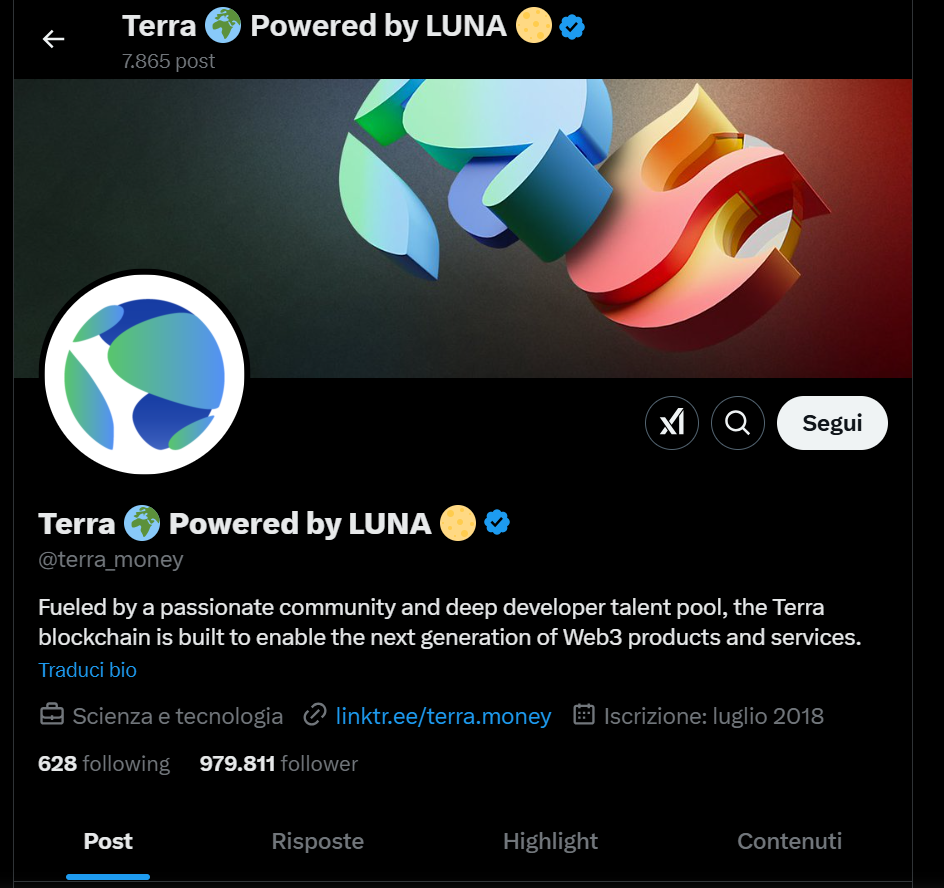 Terra 🌍 Powered by LUNA 🌕
7.865 post
Segui
Terra 🌍 Powered by LUNA 🌕
@terra_money
Fueled by a passionate community and deep developer talent pool, the Terra
blockchain is built to enable the next generation of Web3 products and services.
Traduci bio
Scienza e tecnologia linktr.ee/terra.money Iscrizione: luglio 2018
628 following 979.811 follower
Post Risposte Highlight Contenuti